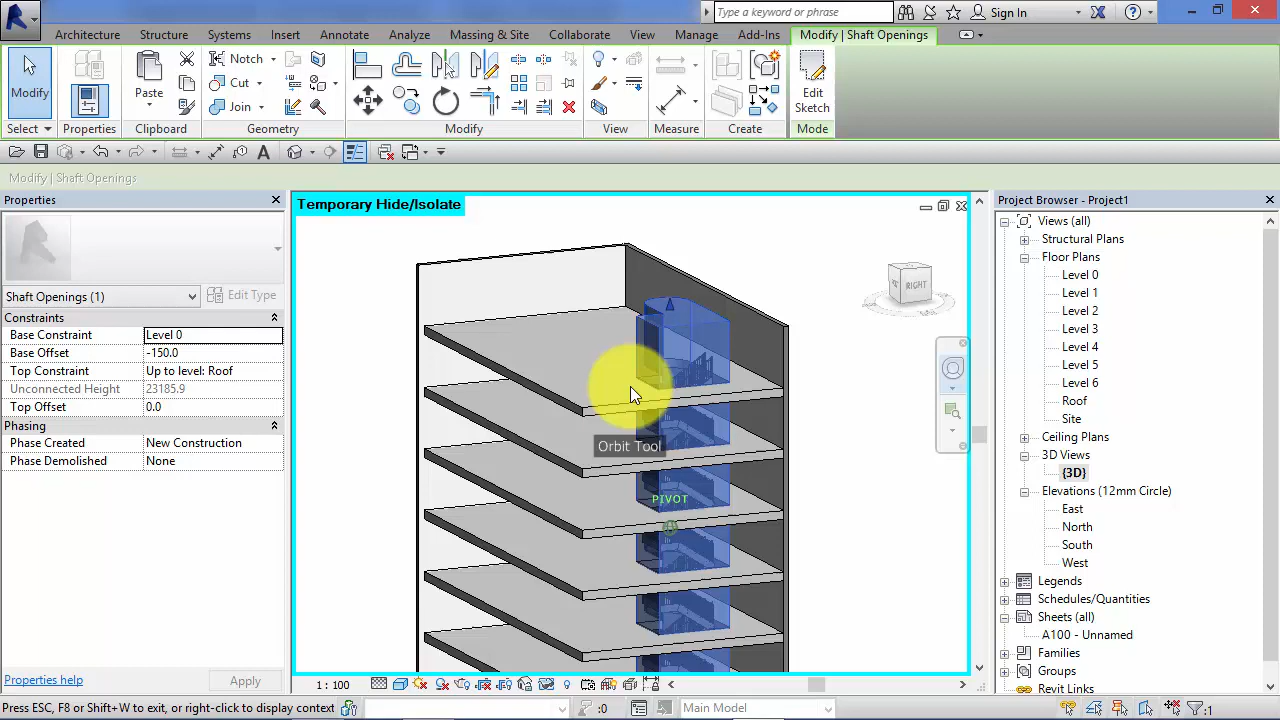 Type a keyword or phrase
Sign In
Architecture Structure Systems Insert Annotate Analyze Massing & Site Collaborate View Manage Add-Ins Modify | Shaft Openings
Modify
Paste
Notch
Cut
Join
Edit
Sketch
Select Properties Clipboard Geometry Modify View Measure Create Mode
Modify | Shaft Openings
Properties
Shaft Openings (1)
Edit Type
Constraints
Base Constraint Level 0
Base Offset -150.0
Top Constraint Up to level: Roof
Unconnected Height 23185.9
Top Offset 0.0
Phasing
Phase Created New Construction
Phase Demolished None
Properties help
Apply
Temporary Hide/Isolate
RIGHT
Orbit Tool
PIVOT
Project Browser - Project1
Views (all)
Structural Plans
Floor Plans
Level 0
Level 1
Level 2
Level 3
Level 4
Level 5
Level 6
Roof
Site
Ceiling Plans
3D Views
{3D}
Elevations (12mm Circle)
East
North
South
West
Legends
Schedules/Quantities
Sheets (all)
A100 - Unnamed
Families
Groups
Revit Links
1 : 100
Press ESC, F8 or Shift+W to exit, or right-click to display context
:0
Main Model
:1